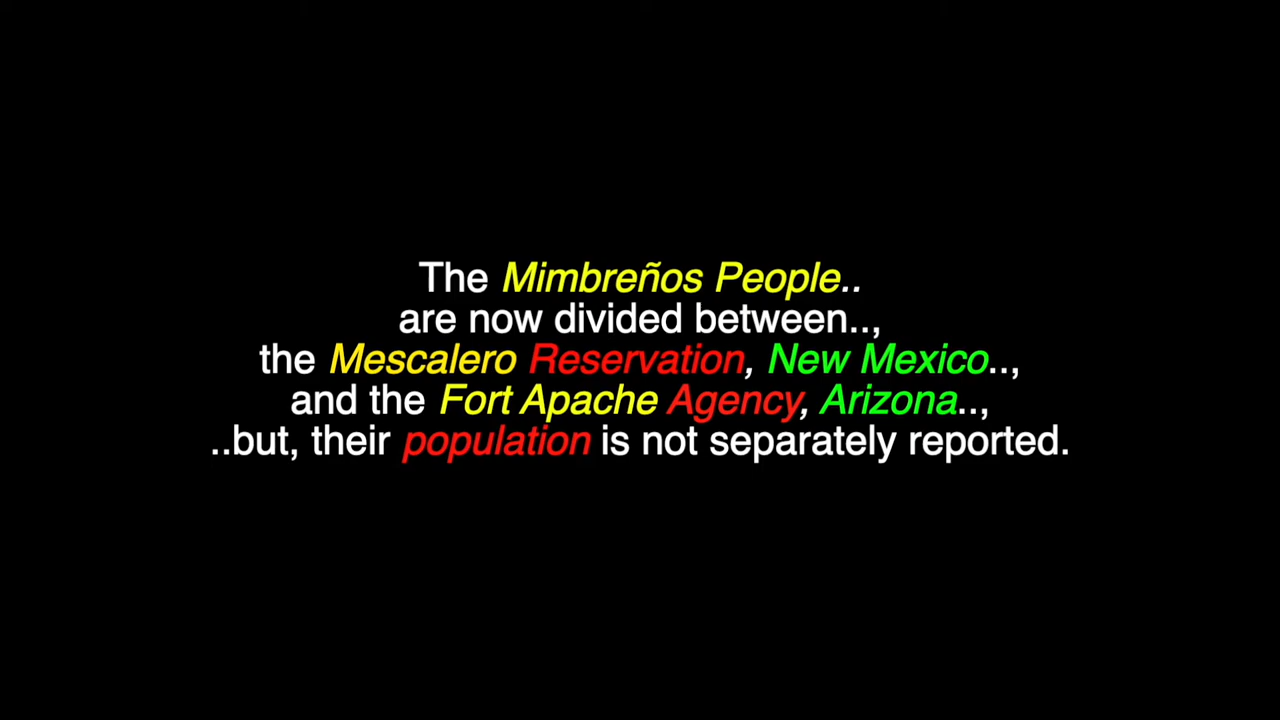 The Mimbreños People..
are now divided between..,
the Mescalero Reservation, New Mexico..,
and the Fort Apache Agency, Arizona..,
..but, their population is not separately reported.